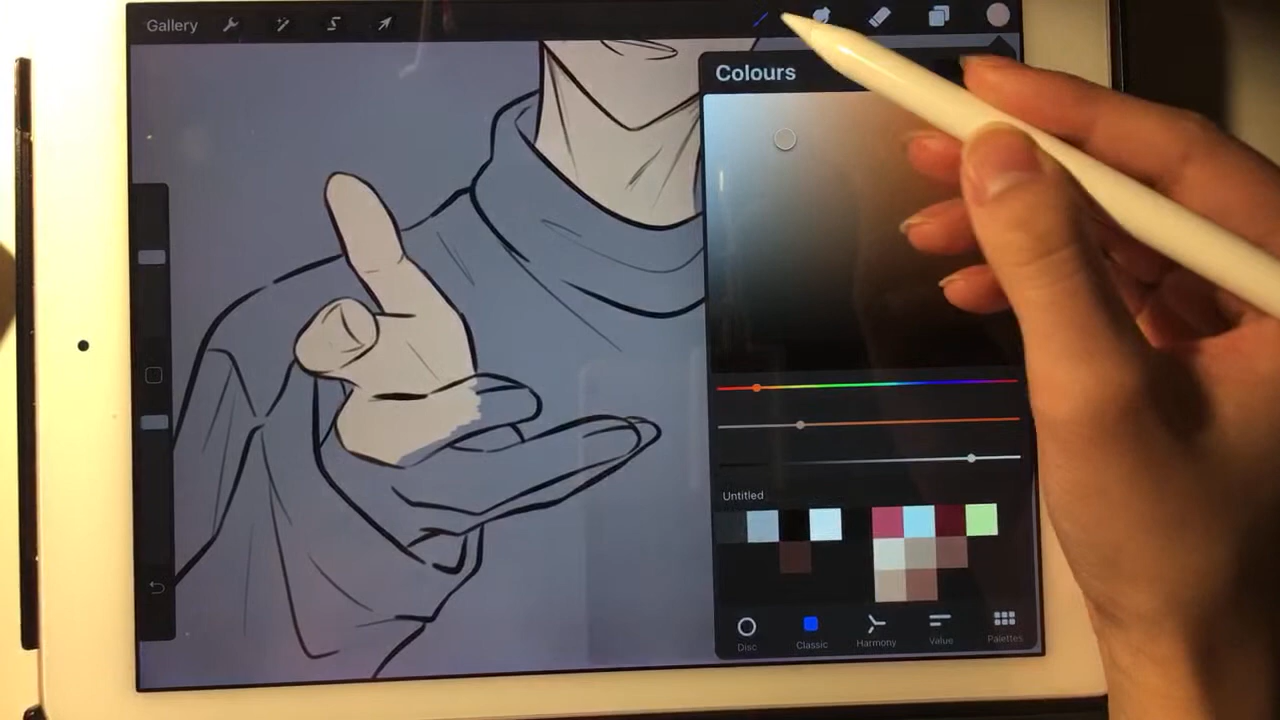 Gallery
Colours
Untitled
Disc
Classic
Harmony
Value
Palettes